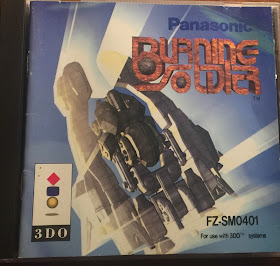 Panasonic
BURNING
SOLDIER
TM
FZ-SM0401
For use with 3DO™ systems
3DO